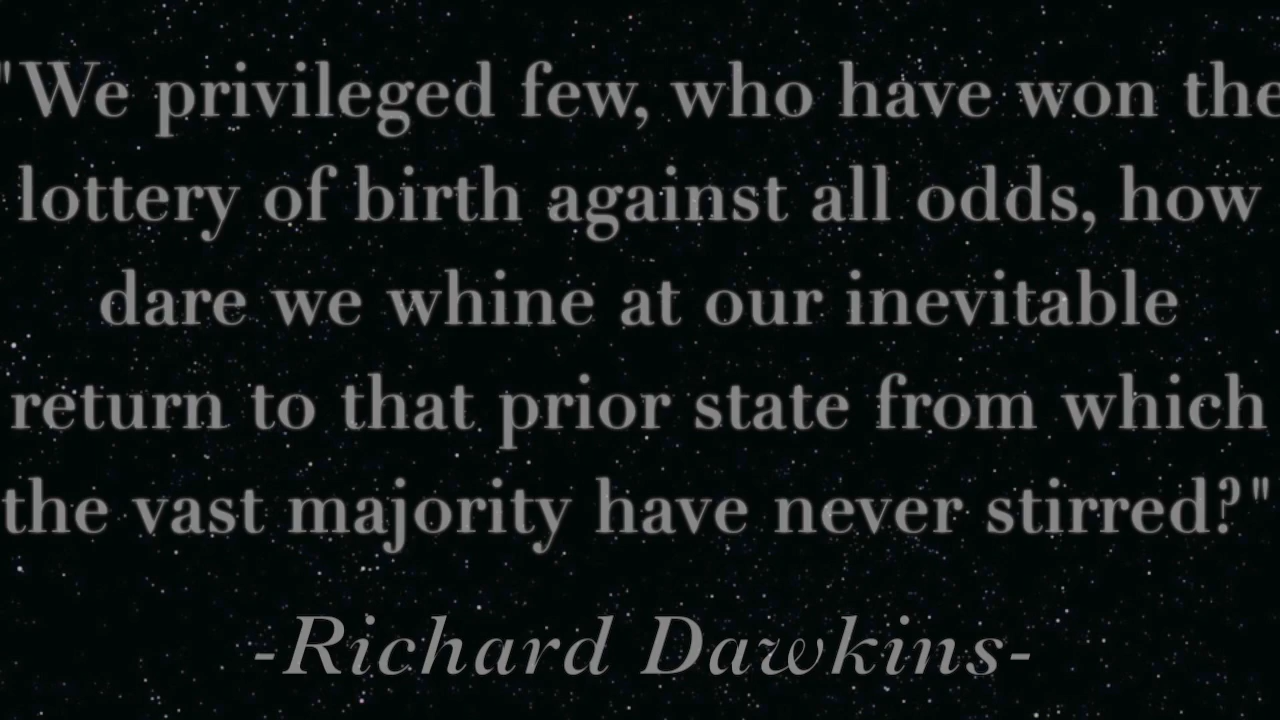 "We privileged few, who have won the
lottery of birth against all odds, how
dare we whine at our inevitable
return to that prior state from which
the vast majority have never stirred?"
-Richard Dawkins-